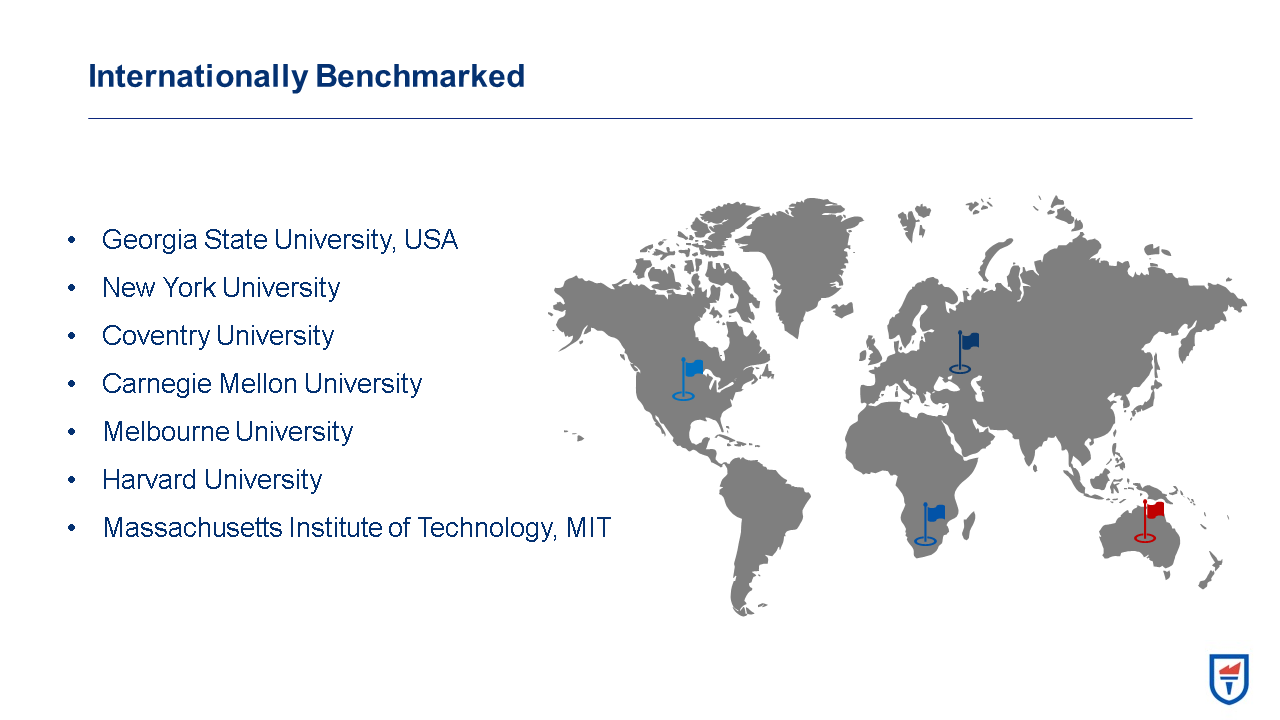 Internationally Benchmarked
• Georgia State University, USA
• New York University
• Coventry University
• Carnegie Mellon University
• Melbourne University
• Harvard University
• Massachusetts Institute of Technology, MIT